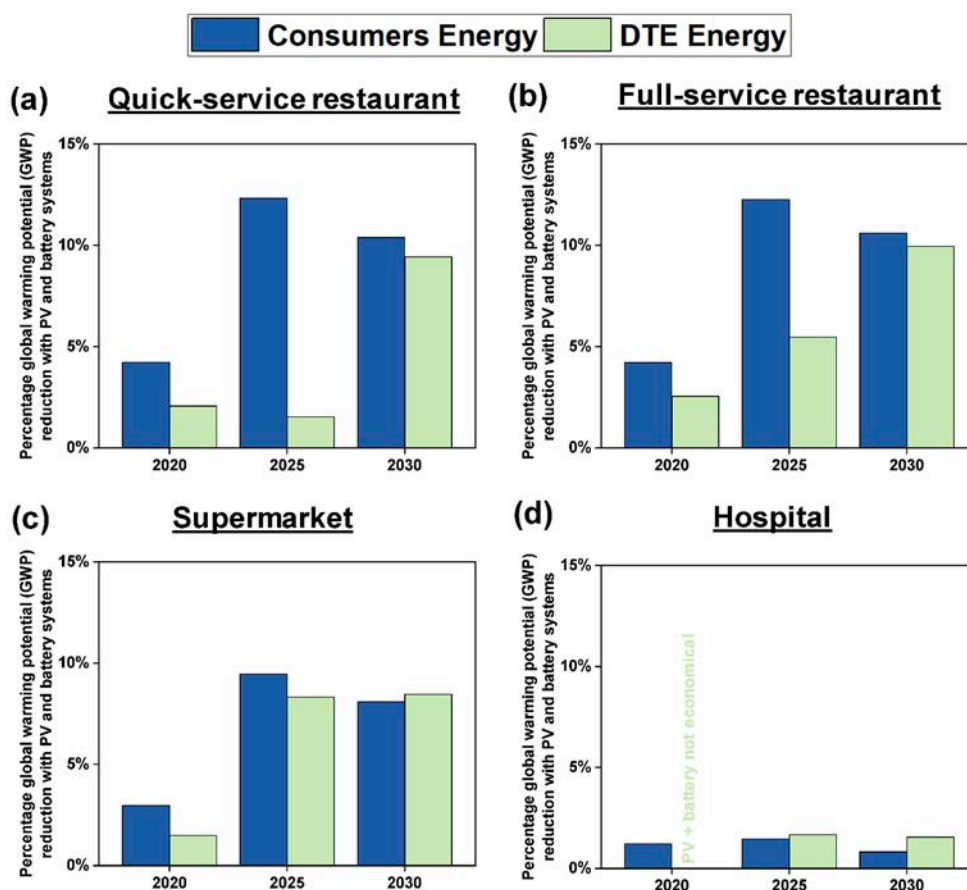 Consumers Energy DTE Energy
(a) Quick-service restaurant
Percentage global warming potential (GWP)
reduction with PV and battery systems
15%
10%
5%
0%
2020 2025 2030
(b) Full-service restaurant
Percentage global warming potential (GWP)
reduction with PV and battery systems
15%
10%
5%
0%
2020 2025 2030
(c) Supermarket
Percentage global warming potential (GWP)
reduction with PV and battery systems
15%
10%
5%
0%
2020 2025 2030
(d) Hospital
Percentage global warming potential (GWP)
reduction with PV and battery systems
15%
10%
5%
0%
PV + battery not economical
2020 2025 2030